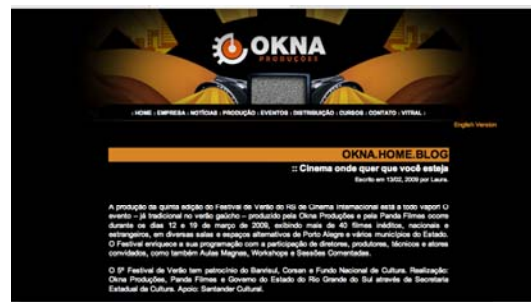 OKNA
PRODUÇÕES
: HOME : EMPRESA : NOTÍCIAS : PRODUÇÃO : EVENTOS : DISTRIBUIÇÃO : CURSOS : CONTATO : VITRAL :
English Version
OKNA.HOME.BLOG
:: Cinema onde quer que você esteja
Escrito em 13/02, 2009 por Laura.
A produção da quinta edição do Festival de Verão do RS de Cinema Internacional está a todo vapor! O
evento – já tradicional no verão gaúcho – produzido pela Okna Produções e pela Panda Filmes ocorre
durante os dias 12 e 19 de março de 2009, exibindo mais de 40 filmes inéditos, nacionais e
estrangeiros, em diversas salas e espaços alternativos de Porto Alegre e vários municípios do Estado.
O Festival enriquece a sua programação com a participação de diretores, produtores, técnicos e atores
convidados, como também Aulas Magnas, Workshops e Sessões Comentadas.
O 5º Festival de Verão tem patrocínio do Banrisul, Corsan e Fundo Nacional de Cultura. Realização:
Okna Produções, Panda Filmes e Governo do Estado do Rio Grande do Sul através da Secretaria
Estadual da Cultura. Apoio: Santander Cultural.